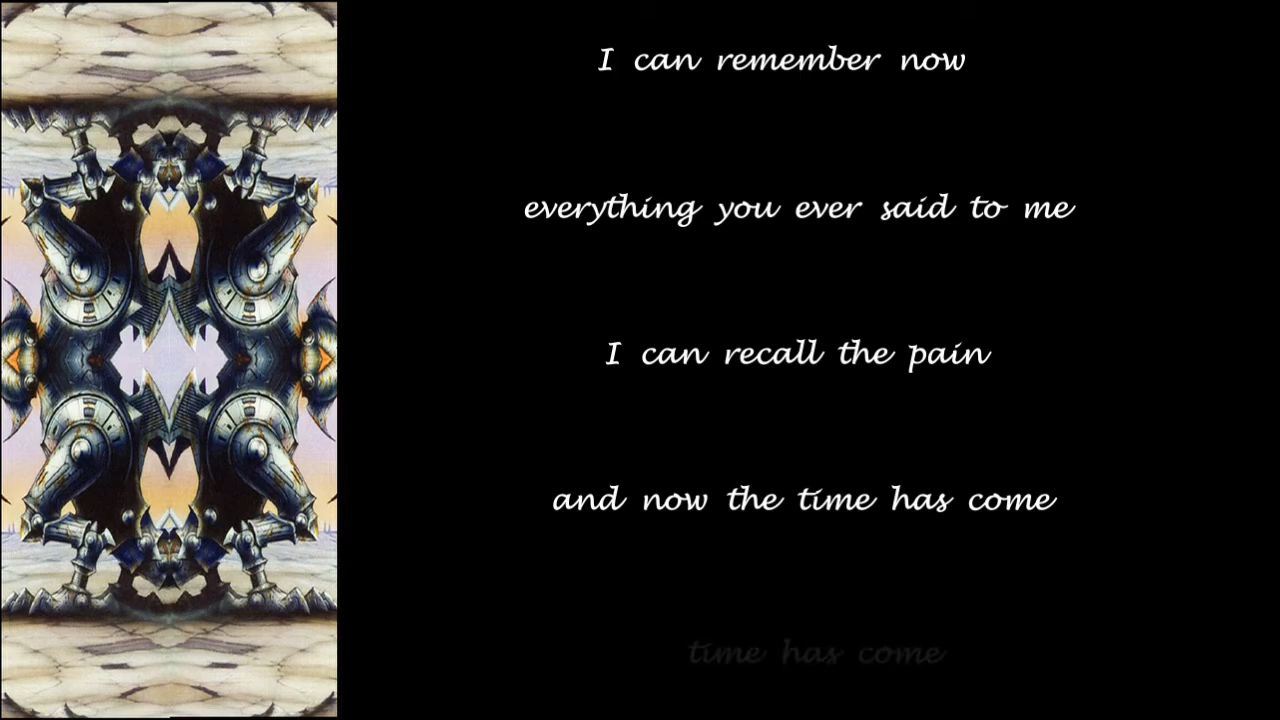 I can remember now
everything you ever said to me
I can recall the pain
and now the time has come
time has come